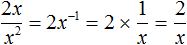 2x/x² = 2x⁻¹ = 2 × 1/x = 2/x